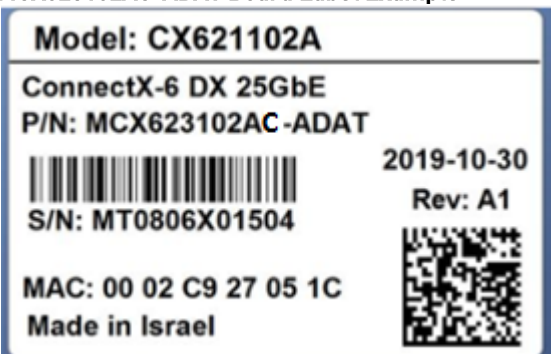 Model: CX621102A
ConnectX-6 DX 25GbE
P/N: MCX623102AC-ADAT
2019-10-30
Rev: A1
S/N: MT0806X01504
MAC: 00 02 C9 27 05 1C
Made in Israel